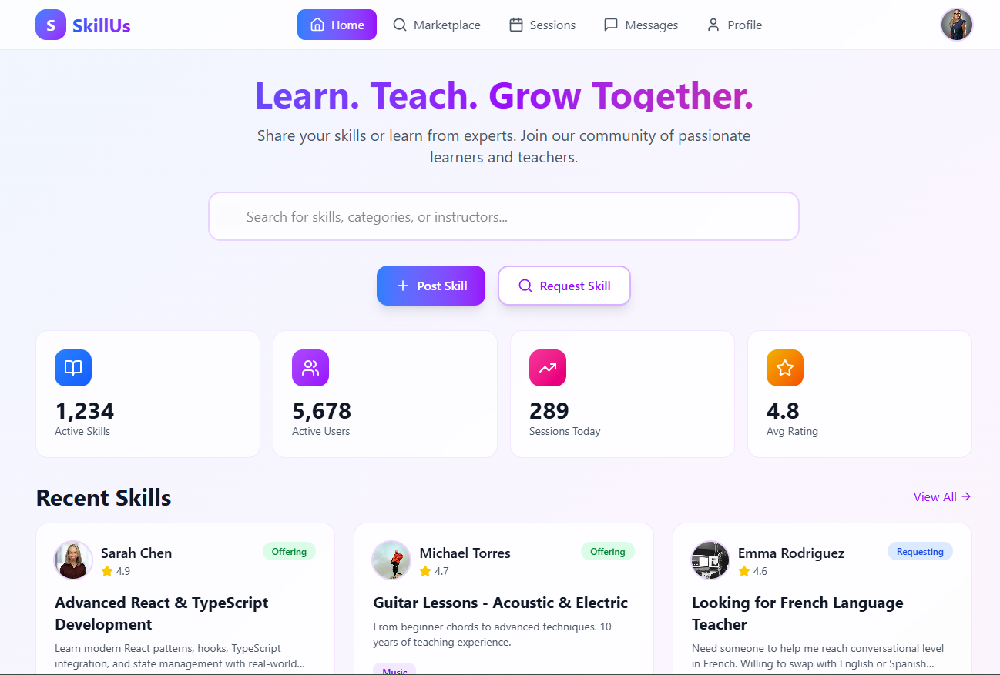 S SkillUs Home Marketplace Sessions Messages Profile
Learn. Teach. Grow Together.
Share your skills or learn from experts. Join our community of passionate
learners and teachers.
Search for skills, categories, or instructors...
Post Skill Request Skill
1,234 5,678 289 4.8
Active Skills Active Users Sessions Today Avg Rating
Recent Skills View All
Sarah Chen Offering
4.9
Advanced React & TypeScript
Development
Learn modern React patterns, hooks, TypeScript
integration, and state management with real-world...
Michael Torres Offering
4.7
Guitar Lessons - Acoustic & Electric
From beginner chords to advanced techniques. 10
years of teaching experience.
Music
Emma Rodriguez Requesting
4.6
Looking for French Language
Teacher
Need someone to help me reach conversational level
in French. Willing to swap with English or Spanish...